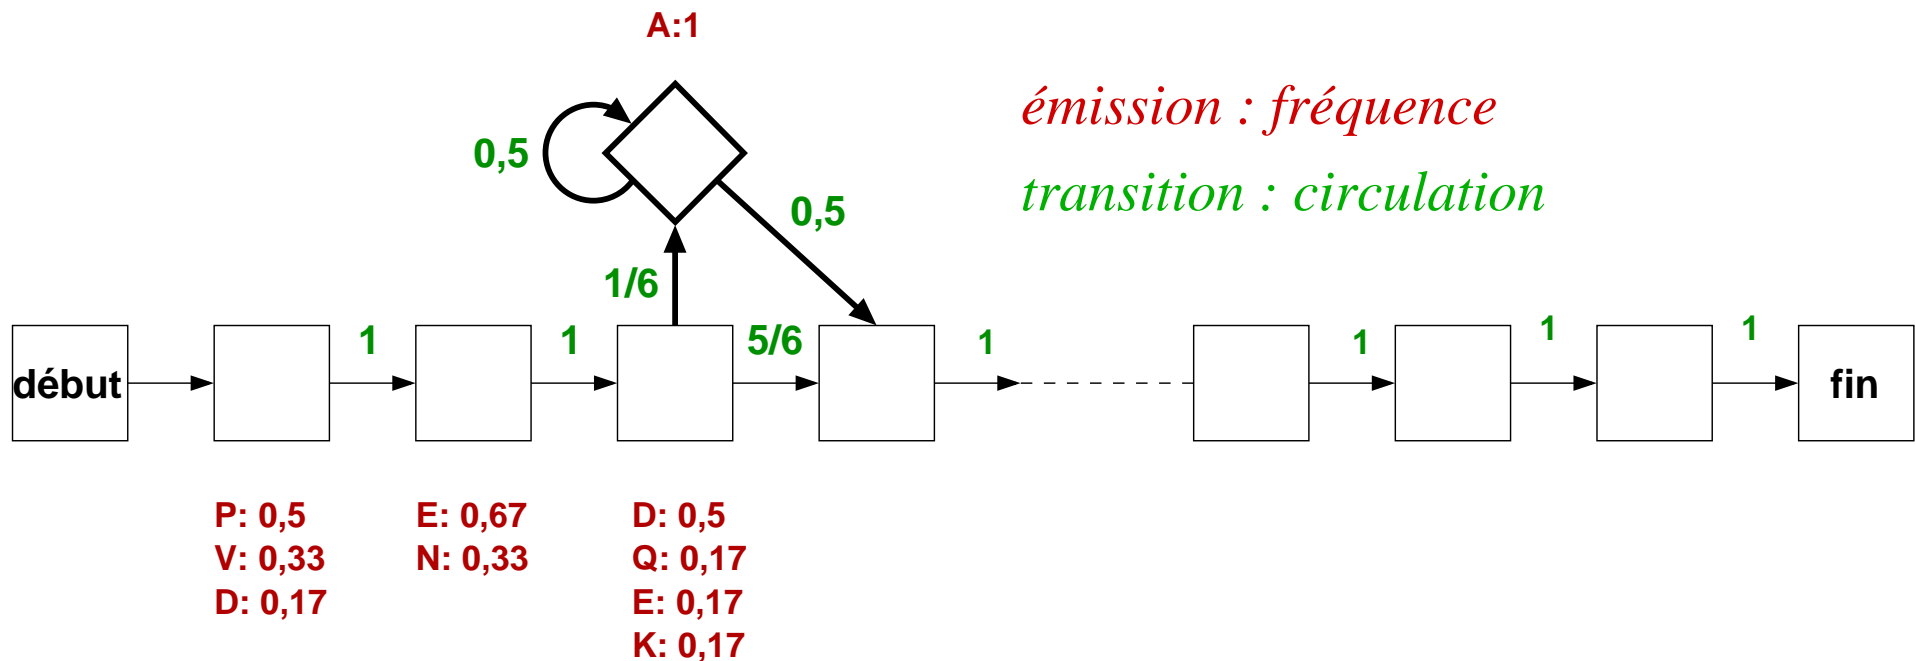 A:1
émission : fréquence
0,5
transition : circulation
0,5
1/6
1
1
5/6
1
1
1
1
début
fin
P: 0,5
E: 0,67
D: 0,5
V: 0,33
N: 0,33
Q: 0,17
D: 0,17
E: 0,17
K: 0,17